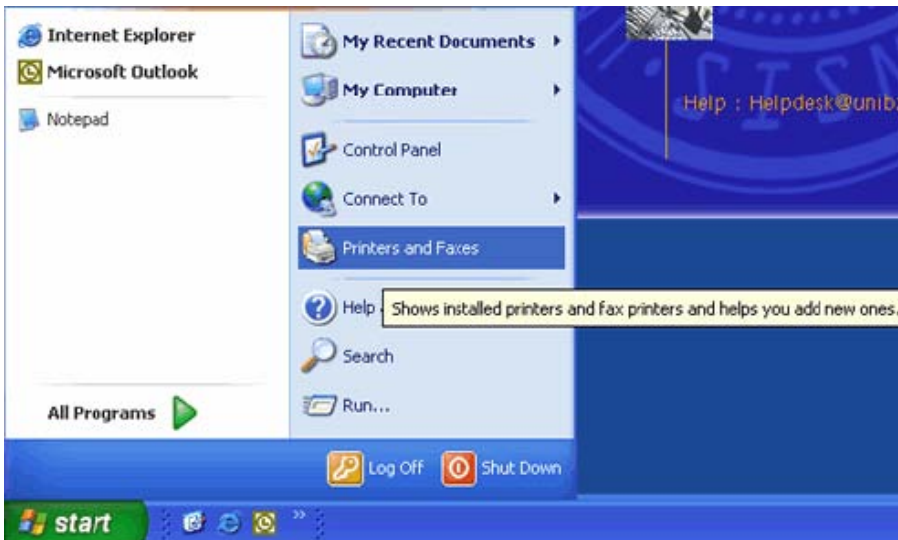 Internet Explorer
Microsoft Outlook
Notepad
All Programs
My Recent Documents
My Computer
Control Panel
Connect To
Printers and Faxes
Help
Shows installed printers and fax printers and helps you add new ones.
Search
Run...
Log Off
Shut Down
start
Help : Helpdesk@unib